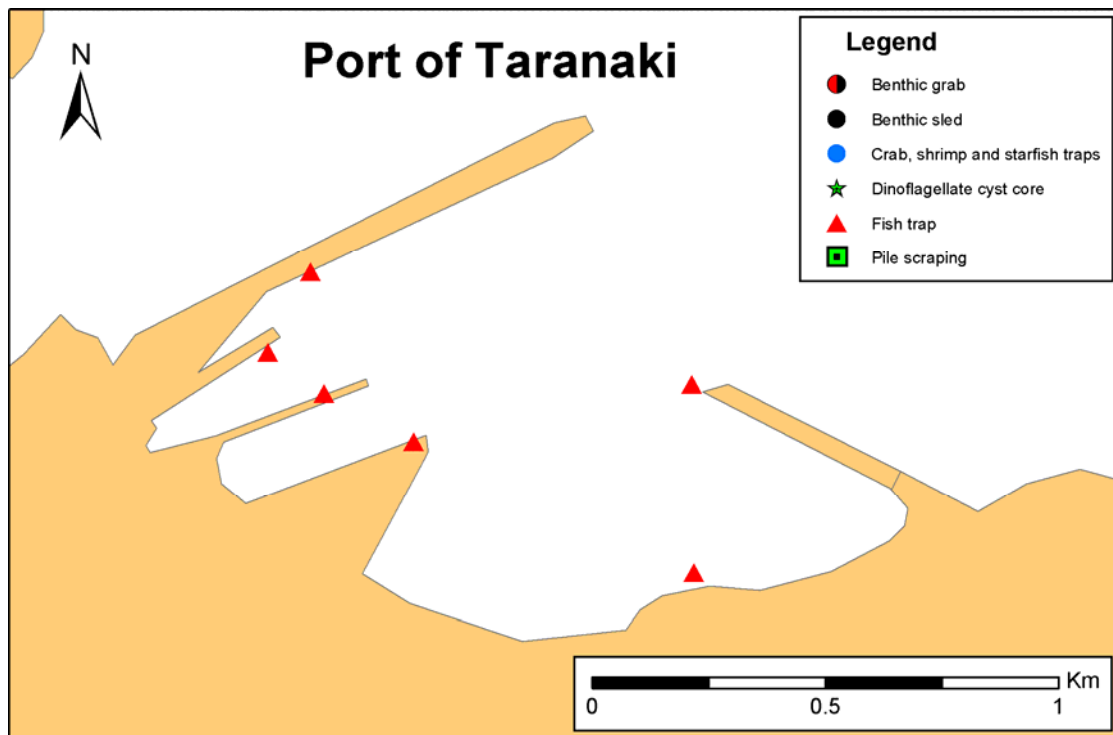 N
Port of Taranaki
Legend
Benthic grab
Benthic sled
Crab, shrimp and starfish traps
Dinoflagellate cyst core
Fish trap
Pile scraping
Km
0 0.5 1